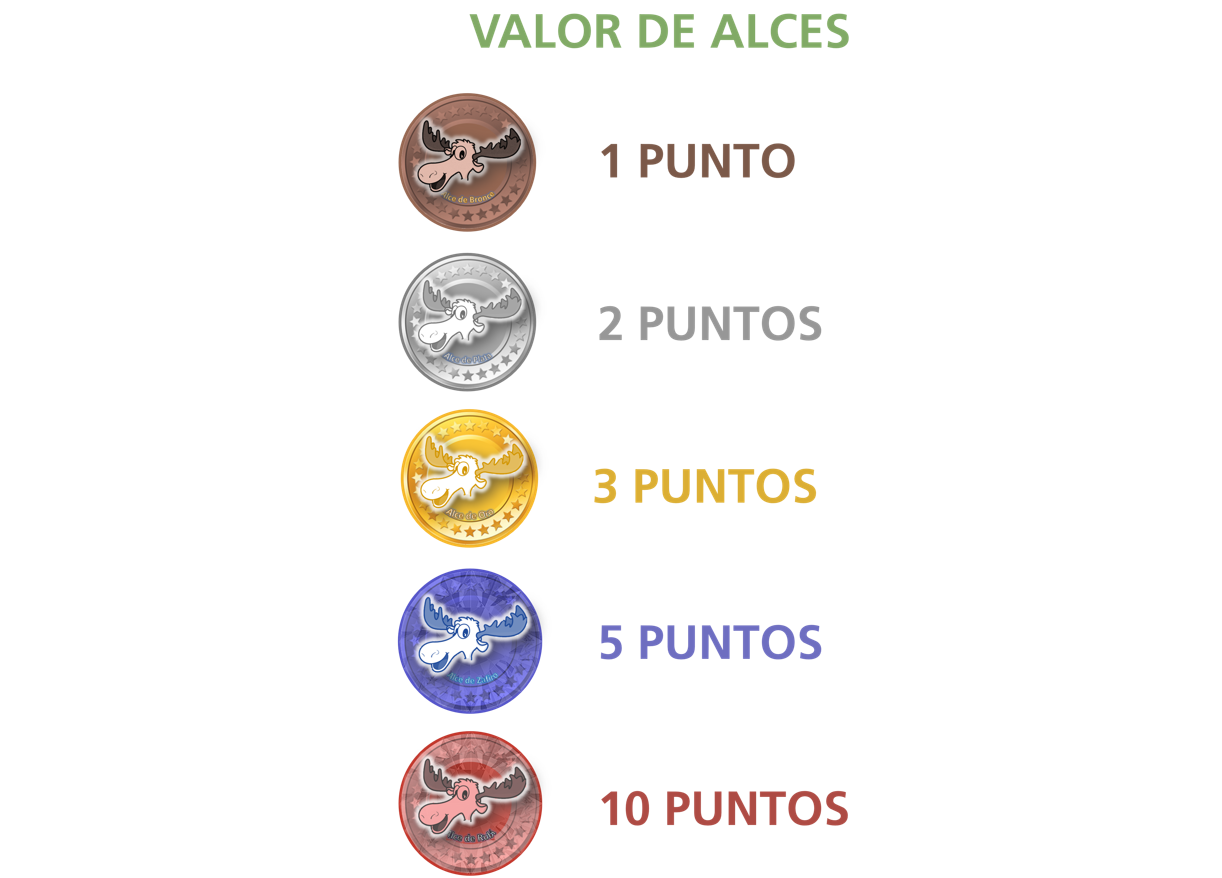 VALOR DE ALCES
Alce de Bronce
1 PUNTO
Alce de Plata
2 PUNTOS
Alce de Oro
3 PUNTOS
Alce de Zafiro
5 PUNTOS
Alce de Rubí
10 PUNTOS